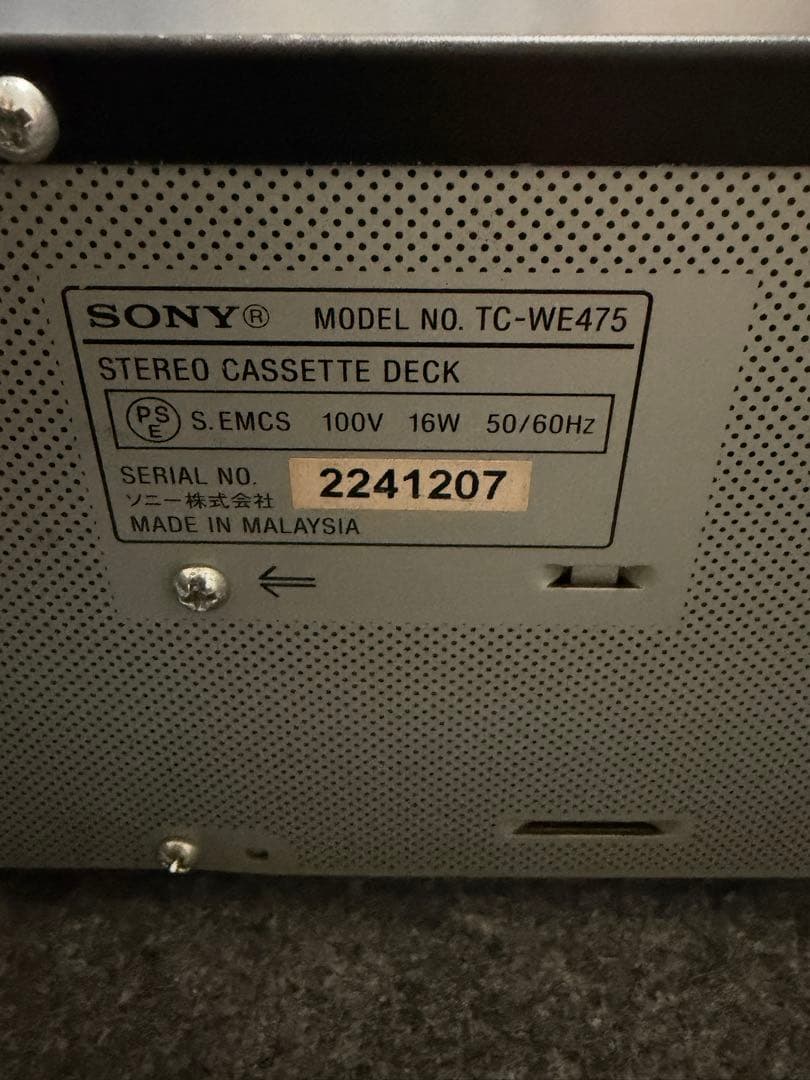 SONY® MODEL NO. TC-WE475
STEREO CASSETTE DECK
PSE S.EMCS 100V 16W 50/60Hz
SERIAL NO. 2241207
ソニー株式会社
MADE IN MALAYSIA